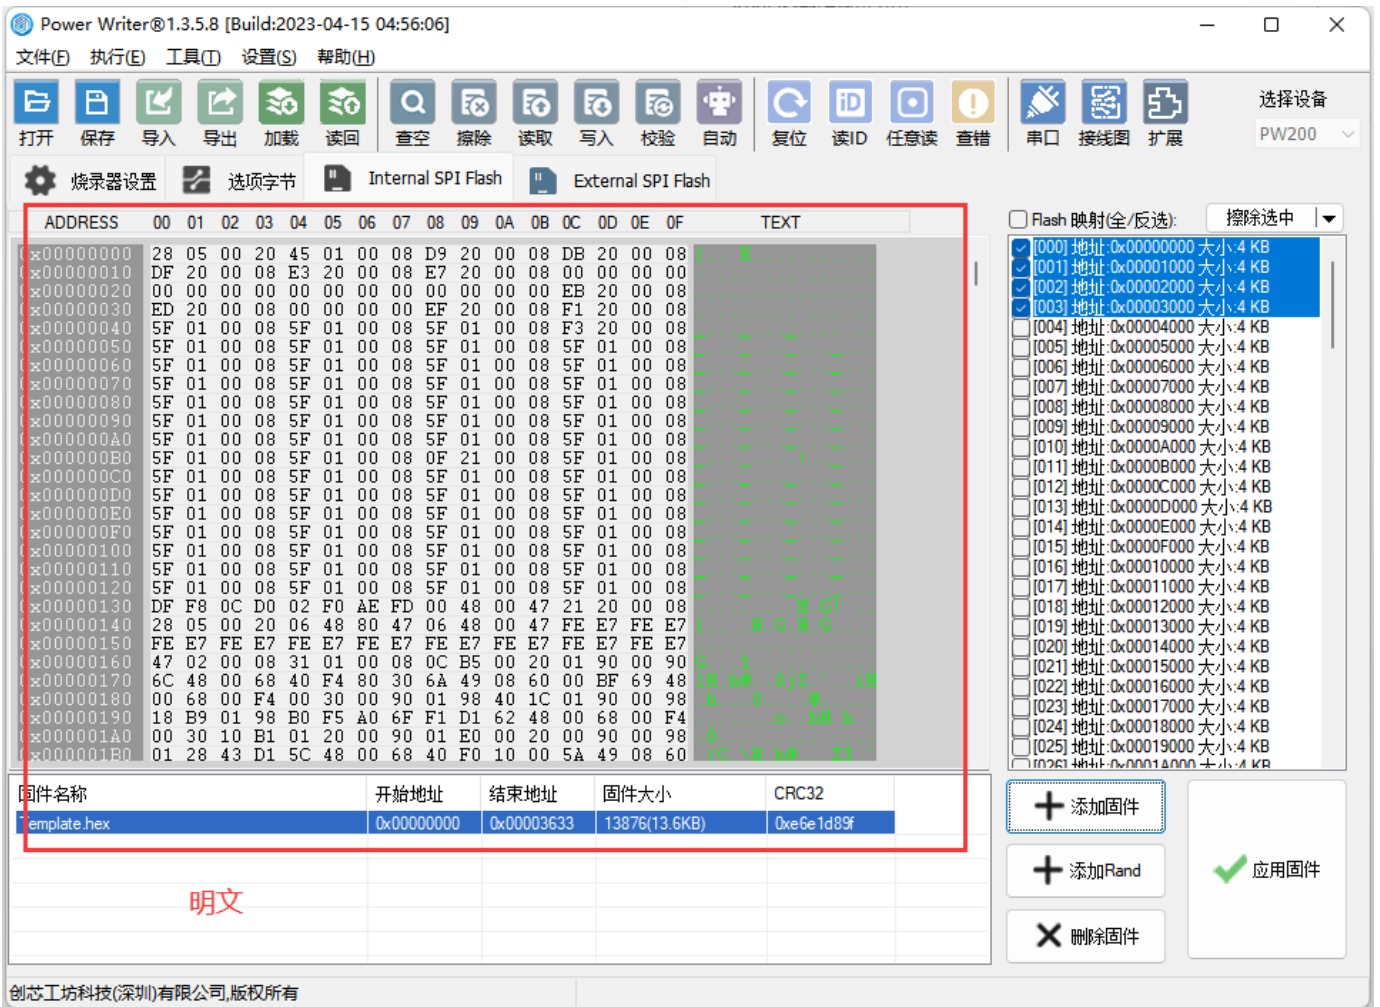 Power Writer®1.3.5.8 [Build:2023-04-15 04:56:06]
文件(F) 执行(E) 工具(T) 设置(S) 帮助(H)
打开 保存 导入 导出 加载 读回 查空 擦除 读取 写入 校验 自动 复位 读ID 任意读 查错 串口 接线图 扩展
选择设备
PW200
烧录器设置 选项字节 Internal SPI Flash External SPI Flash
ADDRESS 00 01 02 03 04 05 06 07 08 09 0A 0B 0C 0D 0E 0F TEXT
0x00000000 28 05 00 20 45 01 00 08 D9 20 00 08 DB 20 00 08
0x00000010 DF 20 00 08 E3 20 00 08 E7 20 00 08 00 00 00 00
0x00000020 00 00 00 00 00 00 00 00 00 00 00 00 EB 20 00 08
0x00000030 ED 20 00 08 00 00 00 00 EF 20 00 08 F1 20 00 08
0x00000040 5F 01 00 08 5F 01 00 08 5F 01 00 08 F3 20 00 08
0x00000050 5F 01 00 08 5F 01 00 08 5F 01 00 08 5F 01 00 08
0x00000060 5F 01 00 08 5F 01 00 08 5F 01 00 08 5F 01 00 08
0x00000070 5F 01 00 08 5F 01 00 08 5F 01 00 08 5F 01 00 08
0x00000080 5F 01 00 08 5F 01 00 08 5F 01 00 08 5F 01 00 08
0x00000090 5F 01 00 08 5F 01 00 08 5F 01 00 08 5F 01 00 08
0x000000A0 5F 01 00 08 5F 01 00 08 5F 01 00 08 5F 01 00 08
0x000000B0 5F 01 00 08 5F 01 00 08 0F 21 00 08 5F 01 00 08
0x000000C0 5F 01 00 08 5F 01 00 08 5F 01 00 08 5F 01 00 08
0x000000D0 5F 01 00 08 5F 01 00 08 5F 01 00 08 5F 01 00 08
0x000000E0 5F 01 00 08 5F 01 00 08 5F 01 00 08 5F 01 00 08
0x000000F0 5F 01 00 08 5F 01 00 08 5F 01 00 08 5F 01 00 08
0x00000100 5F 01 00 08 5F 01 00 08 5F 01 00 08 5F 01 00 08
0x00000110 5F 01 00 08 5F 01 00 08 5F 01 00 08 5F 01 00 08
0x00000120 5F 01 00 08 5F 01 00 08 5F 01 00 08 5F 01 00 08
0x00000130 DF F8 0C D0 02 F0 AE FD 00 48 00 47 21 20 00 08
0x00000140 28 05 00 20 06 48 80 47 06 48 00 47 FE E7 FE E7
0x00000150 FE E7 FE E7 FE E7 FE E7 FE E7 FE E7 FE E7 FE E7
0x00000160 47 02 00 08 31 01 00 08 0C B5 00 20 01 90 00 90
0x00000170 6C 48 00 68 40 F4 80 30 6A 49 08 60 00 BF 69 48
0x00000180 00 68 00 F4 00 30 00 90 01 98 40 1C 01 90 00 98
0x00000190 18 B9 01 98 B0 F5 A0 6F F1 D1 62 48 00 68 00 F4
0x000001A0 00 30 10 B1 01 20 00 90 01 E0 00 20 00 90 00 98
0x000001B0 01 28 43 D1 5C 48 00 68 40 F0 10 00 5A 49 08 60
Flash 映射(全/反选): 擦除选中
[000] 地址:0x00000000 大小:4 KB
[001] 地址:0x00001000 大小:4 KB
[002] 地址:0x00002000 大小:4 KB
[003] 地址:0x00003000 大小:4 KB
[004] 地址:0x00004000 大小:4 KB
[005] 地址:0x00005000 大小:4 KB
[006] 地址:0x00006000 大小:4 KB
[007] 地址:0x00007000 大小:4 KB
[008] 地址:0x00008000 大小:4 KB
[009] 地址:0x00009000 大小:4 KB
[010] 地址:0x0000A000 大小:4 KB
[011] 地址:0x0000B000 大小:4 KB
[012] 地址:0x0000C000 大小:4 KB
[013] 地址:0x0000D000 大小:4 KB
[014] 地址:0x0000E000 大小:4 KB
[015] 地址:0x0000F000 大小:4 KB
[016] 地址:0x00010000 大小:4 KB
[017] 地址:0x00011000 大小:4 KB
[018] 地址:0x00012000 大小:4 KB
[019] 地址:0x00013000 大小:4 KB
[020] 地址:0x00014000 大小:4 KB
[021] 地址:0x00015000 大小:4 KB
[022] 地址:0x00016000 大小:4 KB
[023] 地址:0x00017000 大小:4 KB
[024] 地址:0x00018000 大小:4 KB
[025] 地址:0x00019000 大小:4 KB
[026] 地址:0x0001A000 大小:4 KB
固件名称 开始地址 结束地址 固件大小 CRC32
Template.hex 0x00000000 0x00003633 13876(13.6KB) 0xe6e1d89f
明文
添加固件
添加Rand
删除固件
应用固件
创芯工坊科技(深圳)有限公司,版权所有